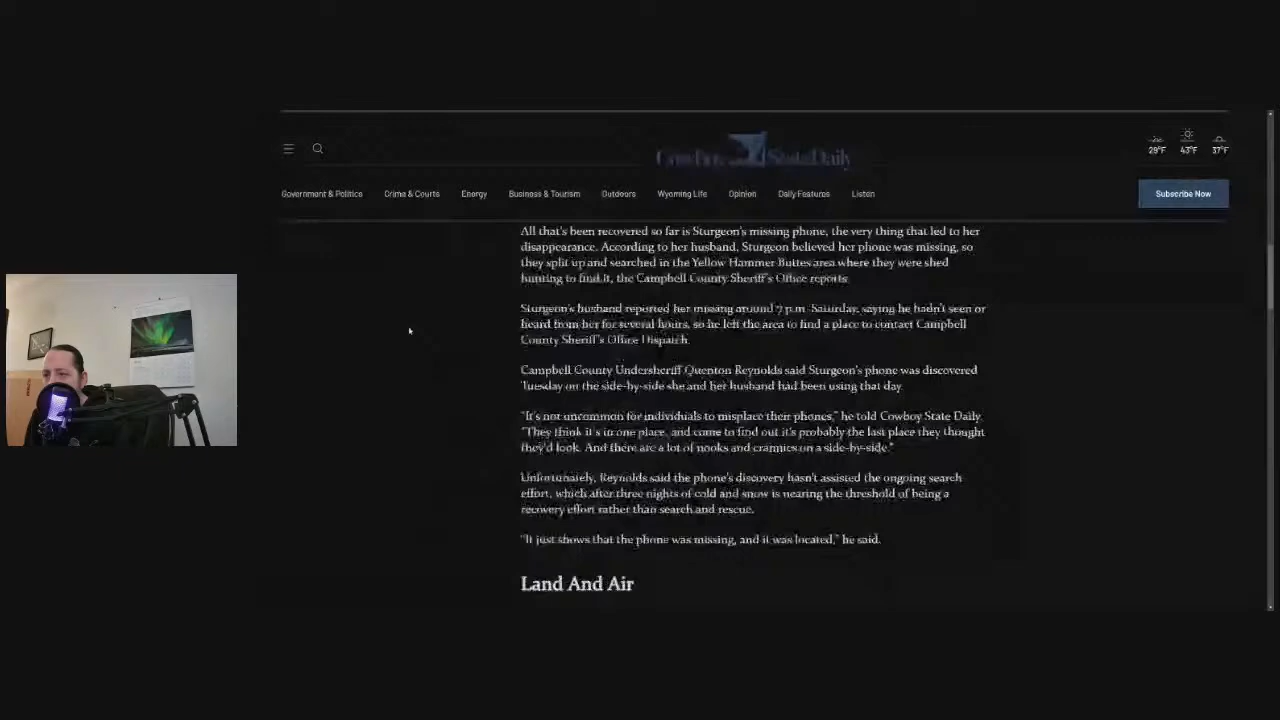 Cowboy State Daily
29°F 43°F 37°F
Government & Politics Crime & Courts Energy Business & Tourism Outdoors Wyoming Life Opinion Daily Features Listen Subscribe Now
All that's been recovered so far is Sturgeon's missing phone, the very thing that led to her
disappearance. According to her husband, Sturgeon believed her phone was missing, so
they split up and searched in the Yellow Hammer Buttes area where they were shed
hunting to find it, the Campbell County Sheriff's Office reports.
Sturgeon's husband reported her missing around 7 p.m. Saturday, saying he hadn't seen or
heard from her for several hours, so he left the area to find a place to contact Campbell
County Sheriff's Office Dispatch.
Campbell County Undersheriff Quenton Reynolds said Sturgeon's phone was discovered
Tuesday on the side-by-side she and her husband had been using that day.
"It's not uncommon for individuals to misplace their phones," he told Cowboy State Daily.
"They think it's in one place, and come to find out it's probably the last place they thought
they'd look. And there are a lot of nooks and crannies on a side-by-side."
Unfortunately, Reynolds said the phone's discovery hasn't assisted the ongoing search
effort, which after three nights of cold and snow is nearing the threshold of being a
recovery effort rather than search and rescue.
"It just shows that the phone was missing, and it was located," he said.
Land And Air